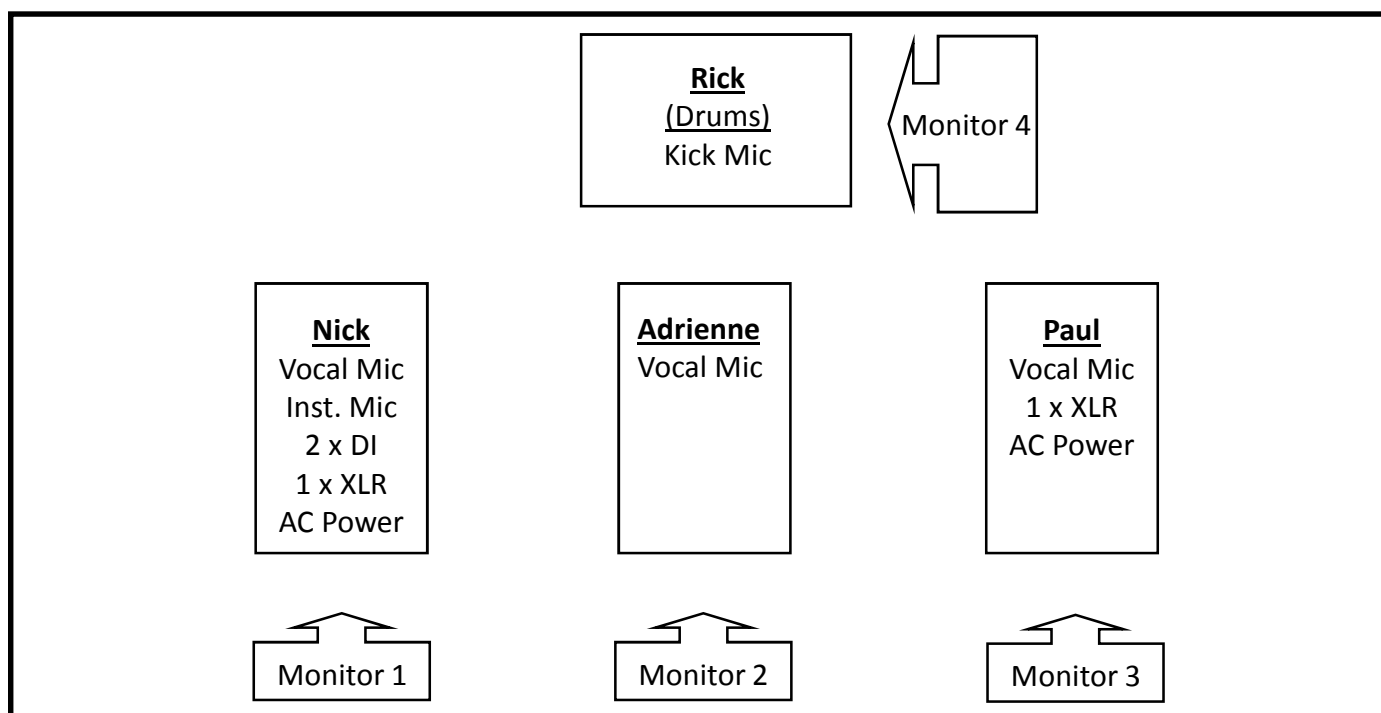 Rick
(Drums)
Kick Mic
Monitor 4
Nick
Vocal Mic
Inst. Mic
2 x DI
1 x XLR
AC Power
Adrienne
Vocal Mic
Paul
Vocal Mic
1 x XLR
AC Power
Monitor 1
Monitor 2
Monitor 3